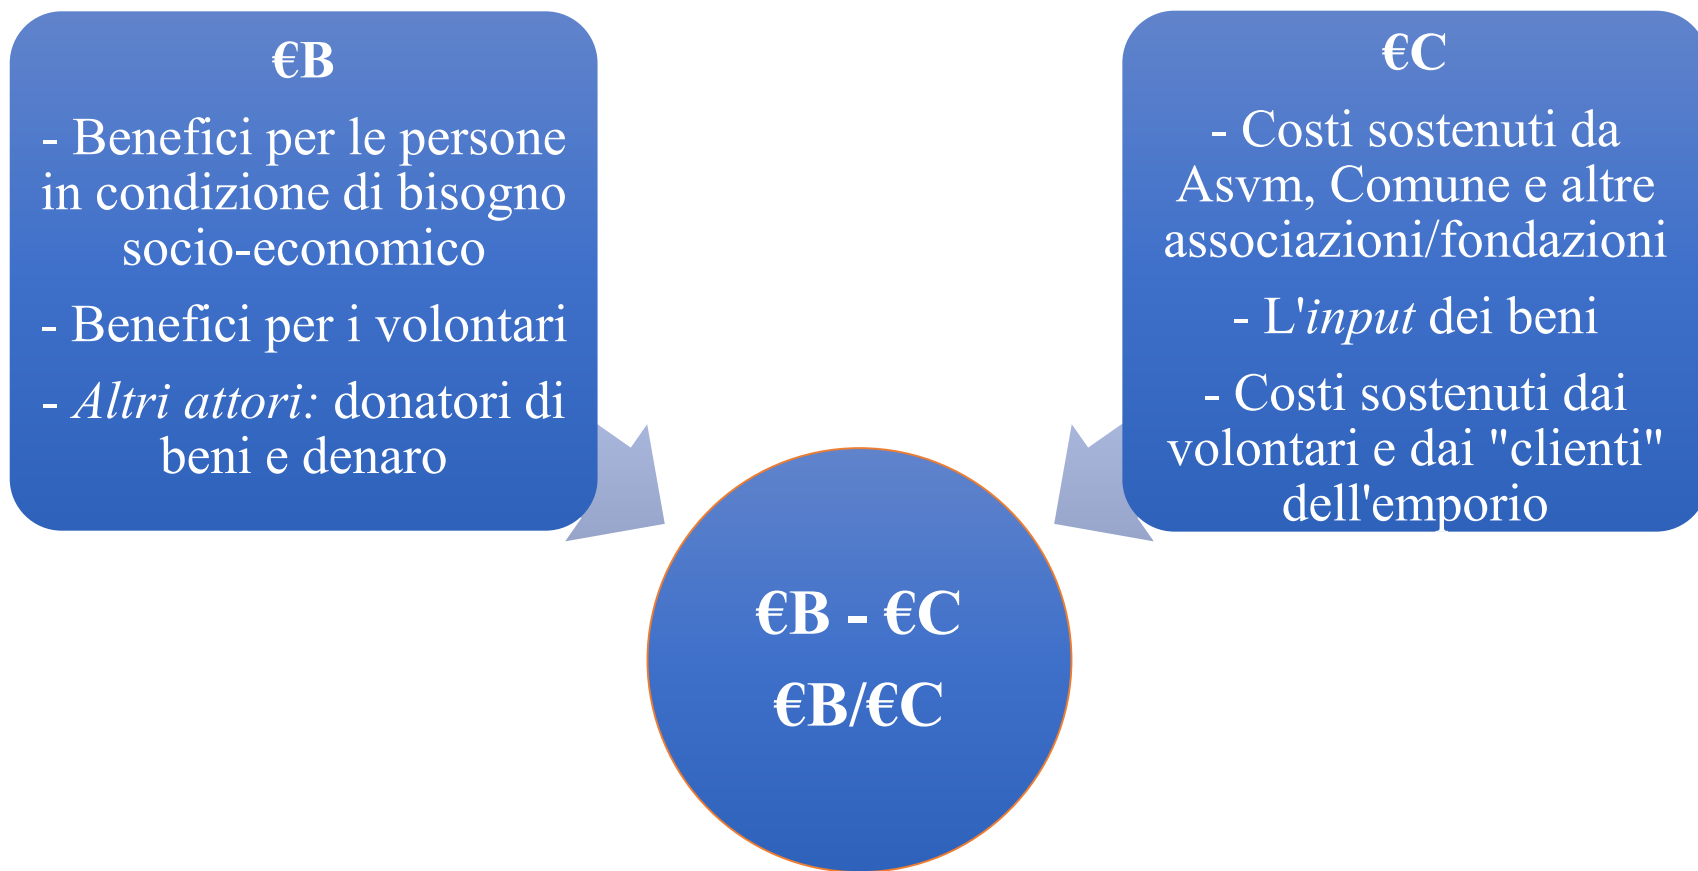 €B
- Benefici per le persone
in condizione di bisogno
socio-economico
- Benefici per i volontari
- Altri attori: donatori di
beni e denaro
€C
- Costi sostenuti da
Asvm, Comune e altre
associazioni/fondazioni
- L'input dei beni
- Costi sostenuti dai
volontari e dai "clienti"
dell'emporio
€B - €C
€B/€C